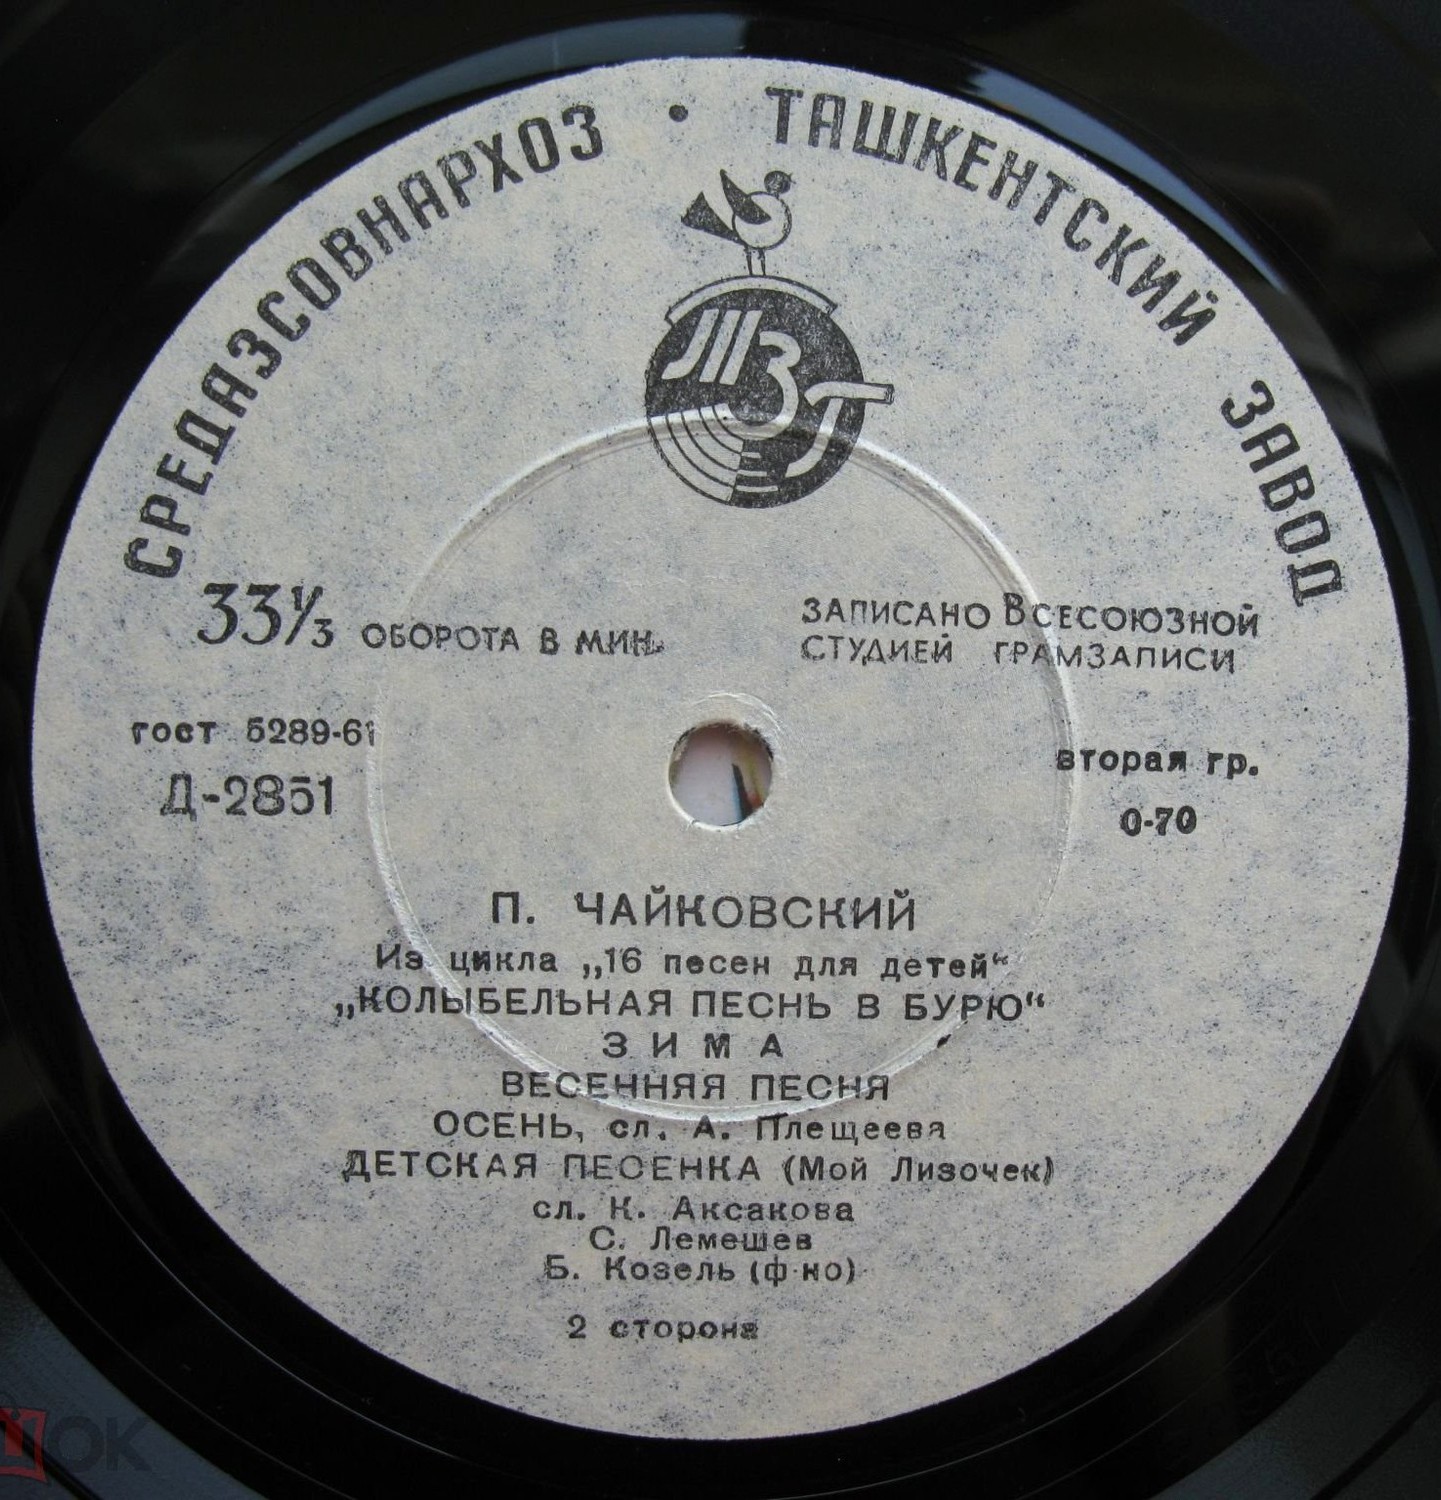 СРЕДАЗСОВНАРХОЗ • ТАШКЕНТСКИЙ ЗАВОД
ТЗГ
33⅓ ОБОРОТА В МИН.
ЗАПИСАНО ВСЕСОЮЗНОЙ
СТУДИЕЙ ГРАМЗАПИСИ
гост 5289-61
Д-2851
вторая гр.
0-70
П. ЧАЙКОВСКИЙ
Из цикла „16 песен для детей“
„КОЛЫБЕЛЬНАЯ ПЕСНЬ В БУРЮ“
ЗИМА
ВЕСЕННЯЯ ПЕСНЯ
ОСЕНЬ, сл. А. Плещеева
ДЕТСКАЯ ПЕСЕНКА (Мой Лизочек)
сл. К. Аксакова
С. Лемешев
Б. Козель (ф-но)
2 сторона